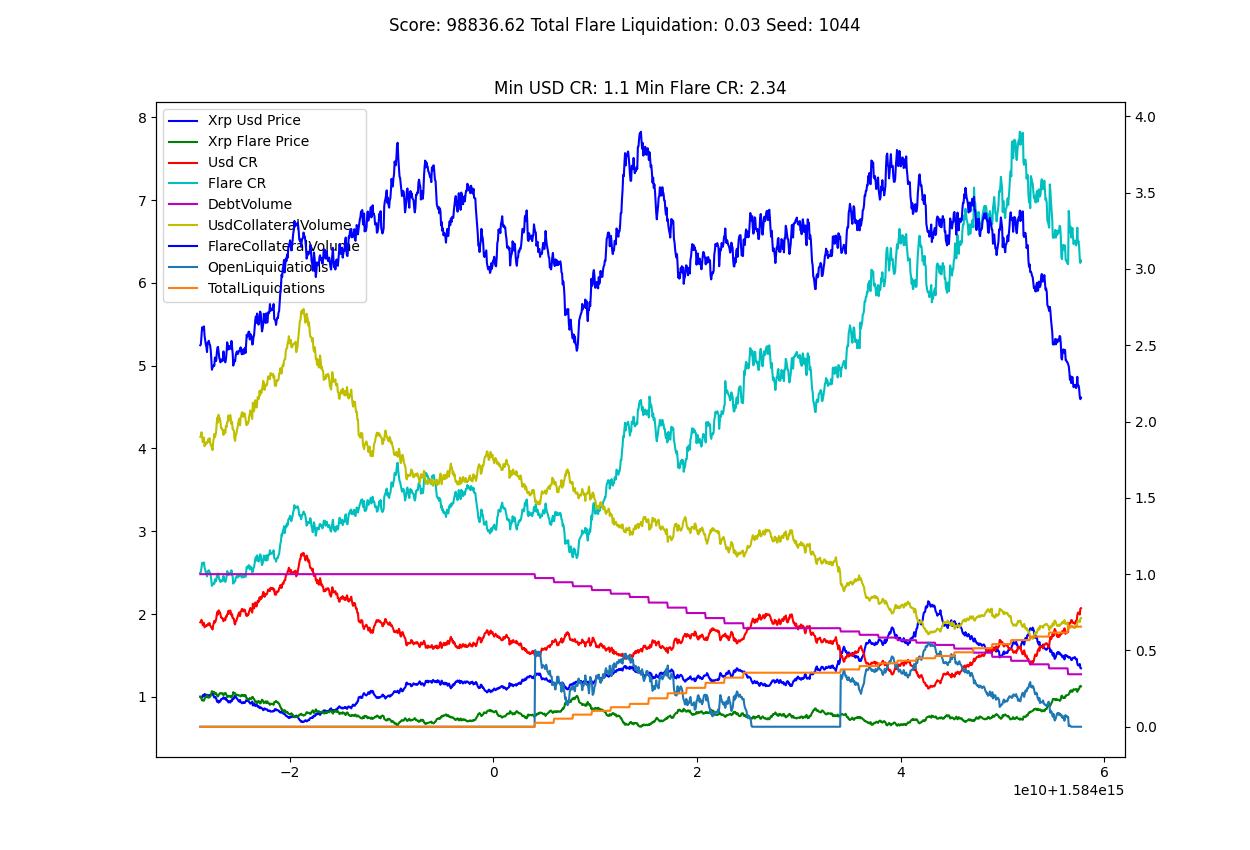 Score: 98836.62 Total Flare Liquidation: 0.03 Seed: 1044
Min USD CR: 1.1 Min Flare CR: 2.34
8
7
6
5
4
3
2
1
Xrp Usd Price
Xrp Flare Price
Usd CR
Flare CR
DebtVolume
UsdCollateralVolume
FlareCollateralVolume
OpenLiquidations
TotalLiquidations
4.0
3.5
3.0
2.5
2.0
1.5
1.0
0.5
0.0
−2 0 2 4 6
1e10+1.584e15